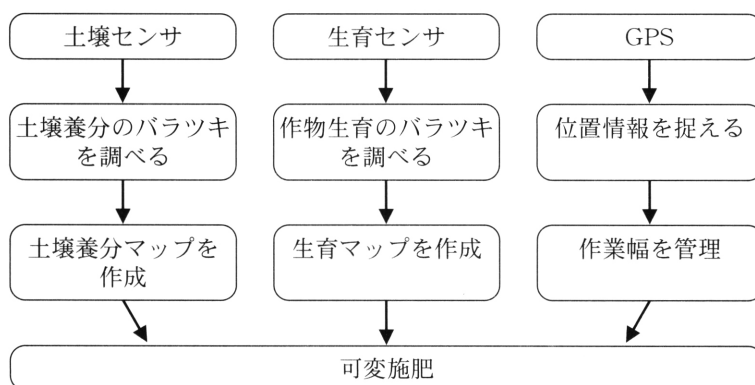 土壌センサ
生育センサ
GPS
土壌養分のバラツキ
を調べる
作物生育のバラツキ
を調べる
位置情報を捉える
土壌養分マップを
作成
生育マップを作成
作業幅を管理
可変施肥